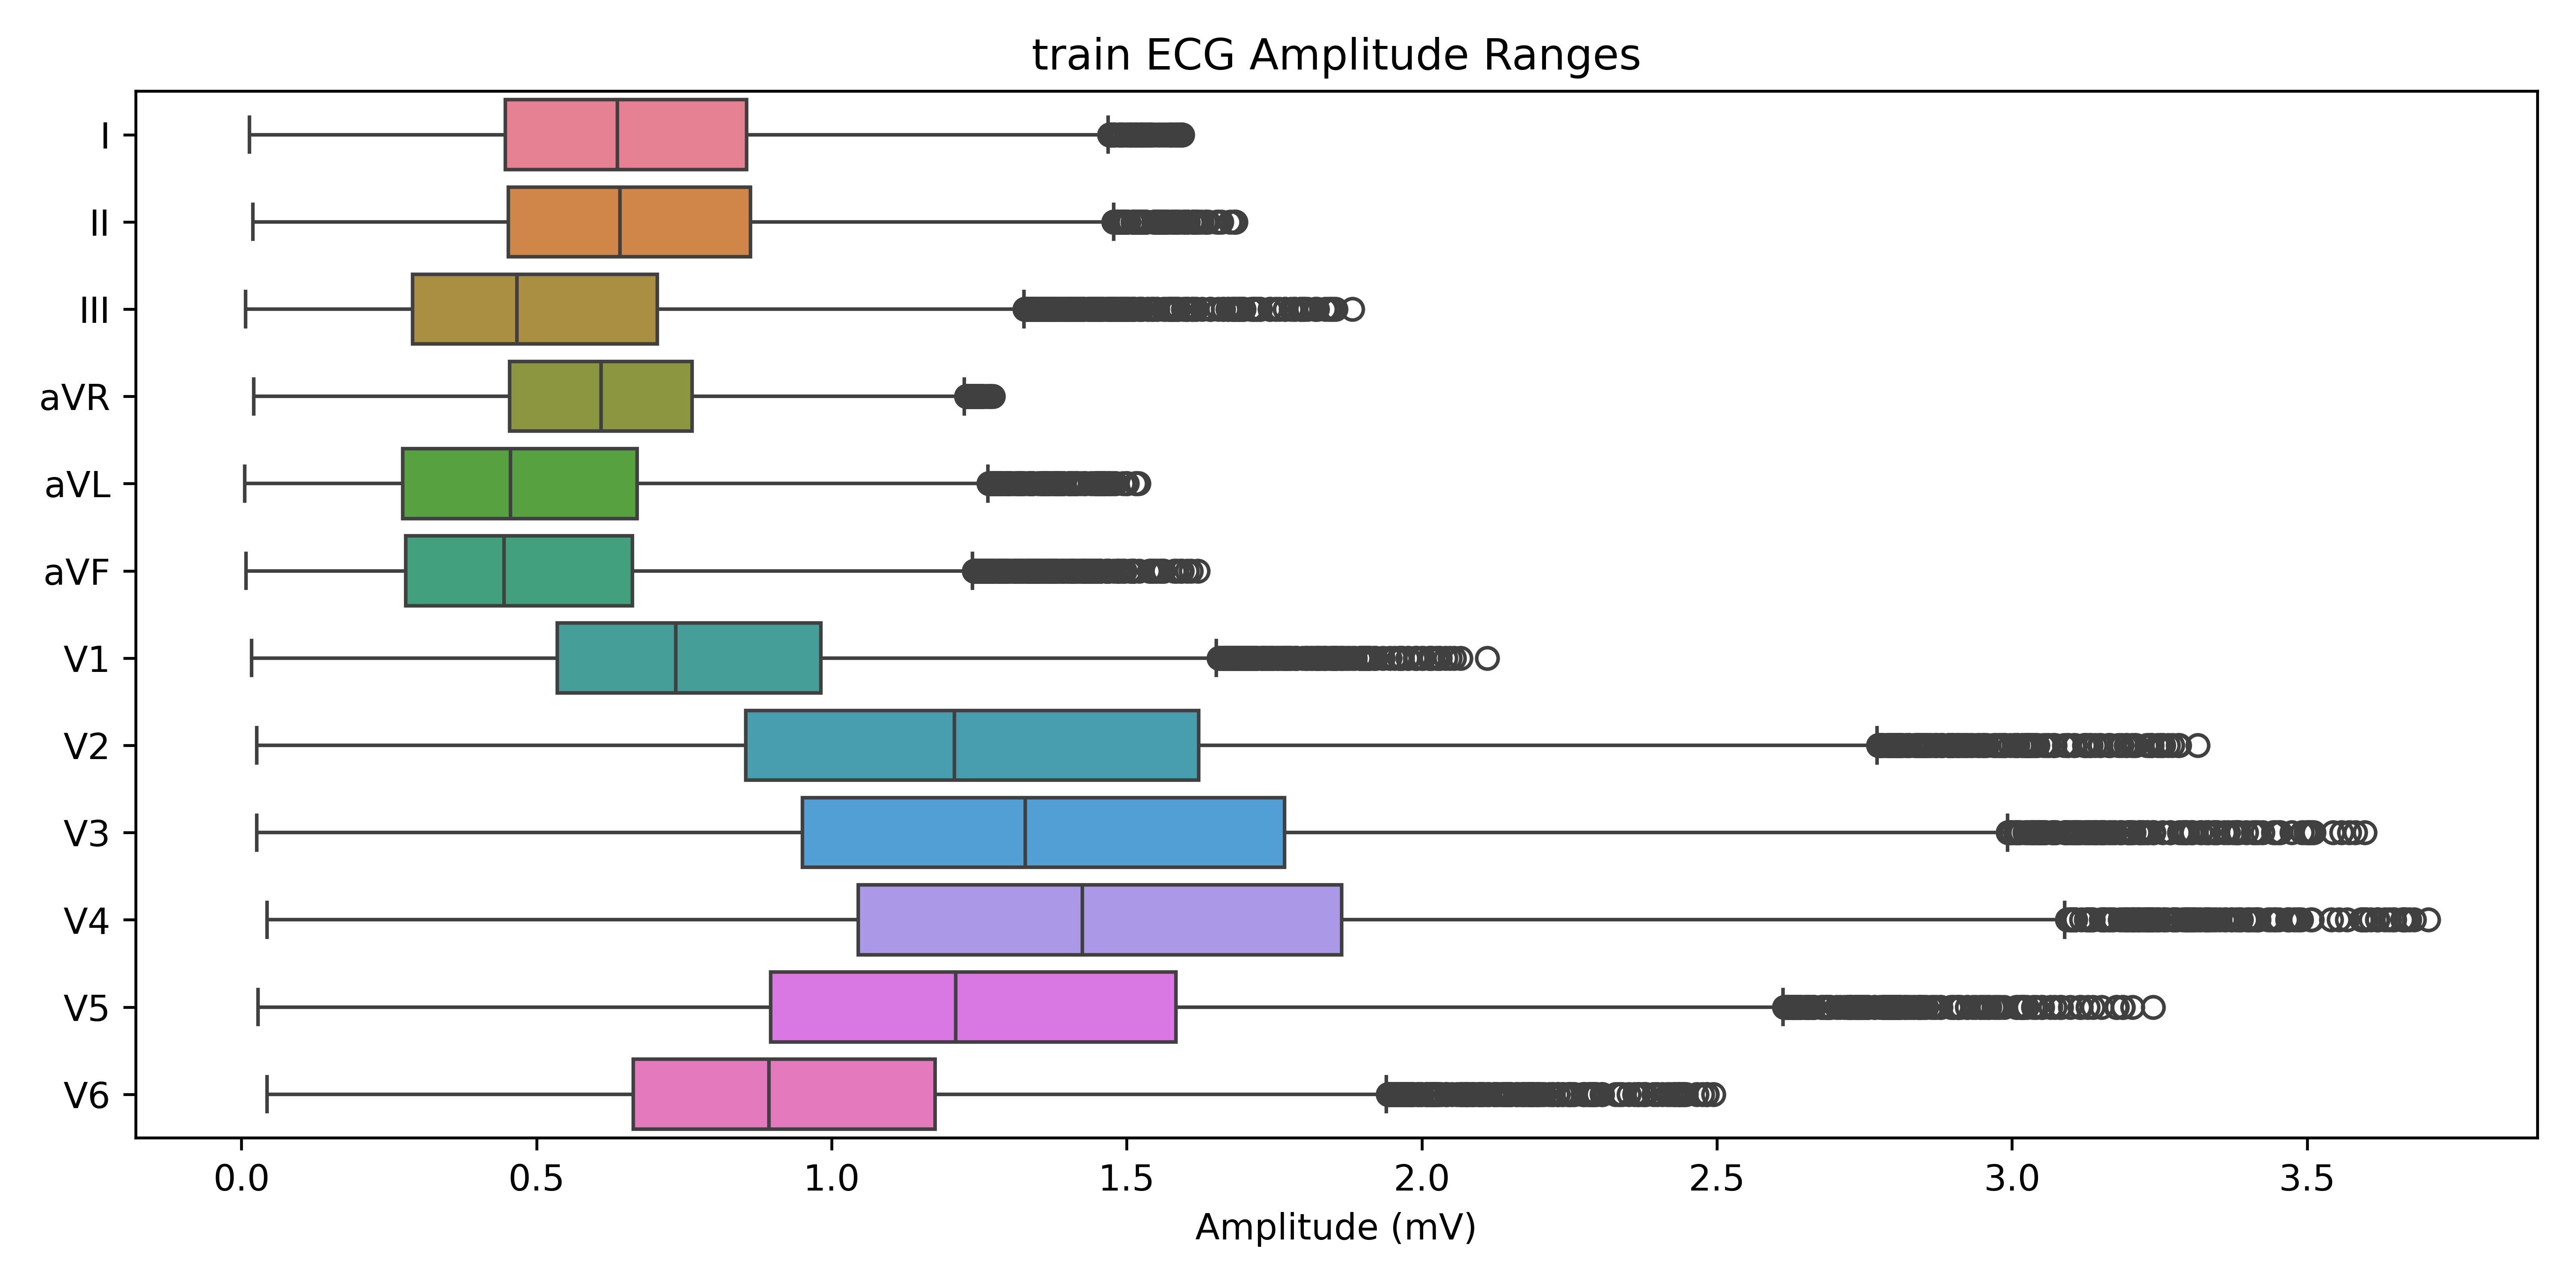 train ECG Amplitude Ranges
I
II
III
aVR
aVL
aVF
V1
V2
V3
V4
V5
V6
0.0 0.5 1.0 1.5 2.0 2.5 3.0 3.5
Amplitude (mV)